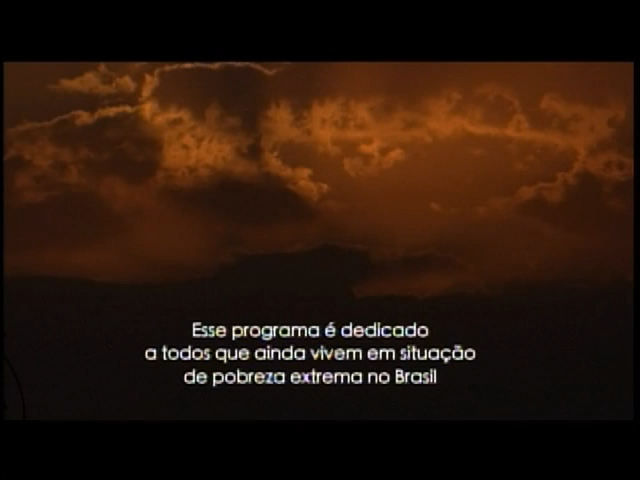 Esse programa é dedicado
a todos que ainda vivem em situação
de pobreza extrema no Brasil